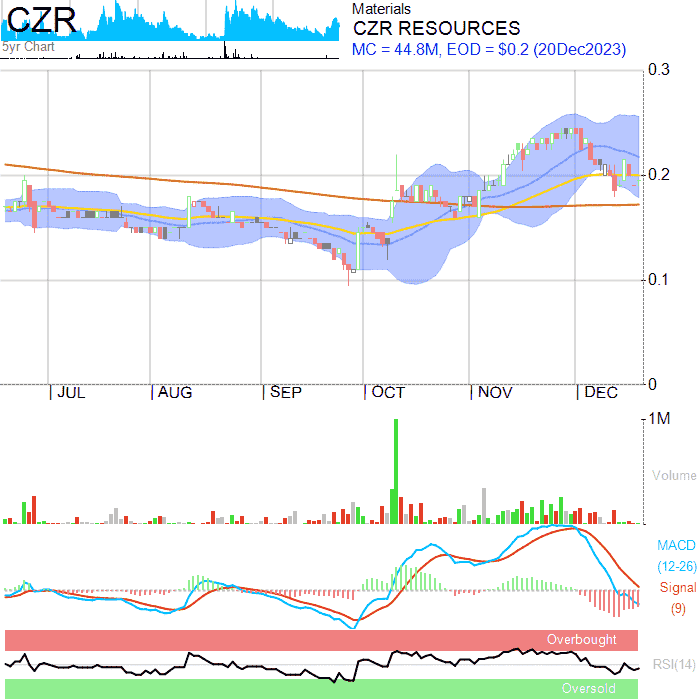 CZR
5yr Chart
Materials
CZR RESOURCES
MC = 44.8M, EOD = $0.2 (20Dec2023)
0.3
0.2
0.1
0
JUL AUG SEP OCT NOV DEC
1M
Volume
MACD
(12-26)
Signal
(9)
Overbought
RSI(14)
Oversold